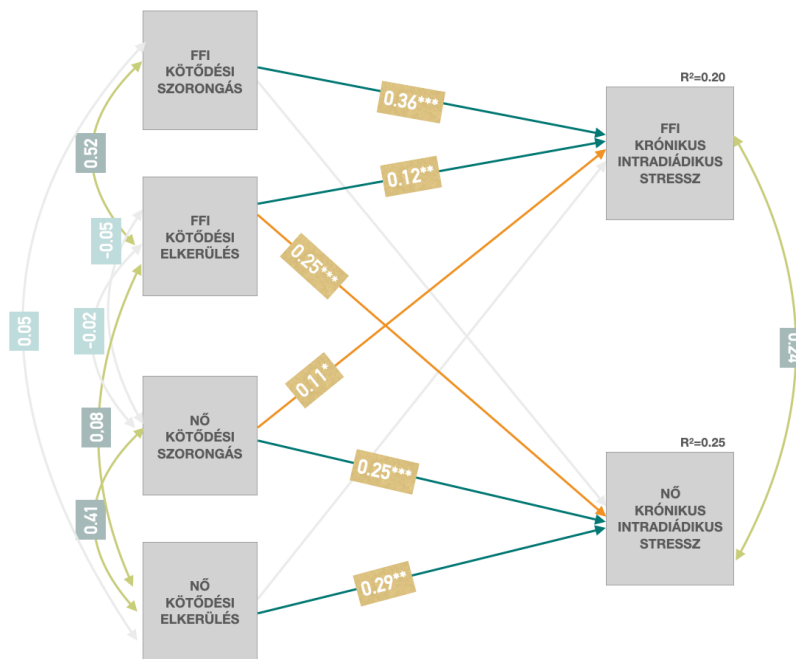 FFI
KÖTŐDÉSI
SZORONGÁS
0.36***
R²=0.20
FFI
KRÓNIKUS
INTRADIÁDIKUS
STRESSZ
0.52
0.12**
FFI
KÖTŐDÉSI
ELKERÜLÉS
-0.05
0.25***
-0.02
0.05
0.24
0.11*
NŐ
KÖTŐDÉSI
SZORONGÁS
0.08
0.25***
R²=0.25
NŐ
KRÓNIKUS
INTRADIÁDIKUS
STRESSZ
0.41
0.29**
NŐ
KÖTŐDÉSI
ELKERÜLÉS